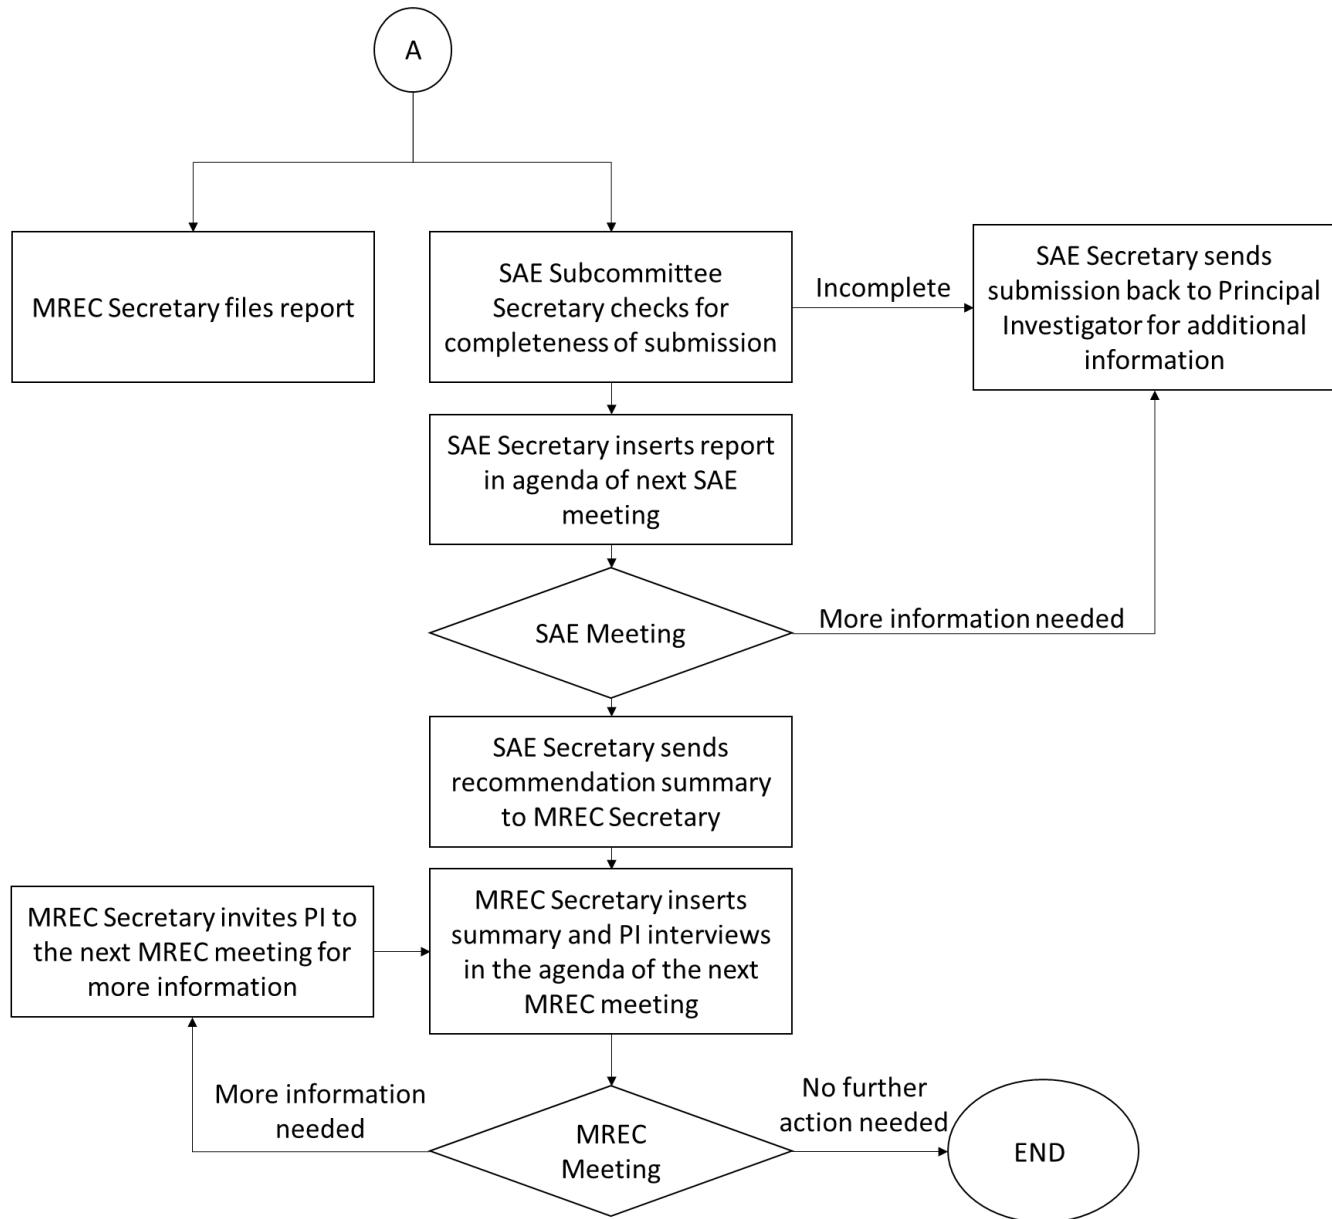 A
MREC Secretary files report
SAE Subcommittee
Secretary checks for
completeness of submission
Incomplete
SAE Secretary sends
submission back to Principal
Investigator for additional
information
SAE Secretary inserts report
in agenda of next SAE
meeting
SAE Meeting
More information needed
SAE Secretary sends
recommendation summary
to MREC Secretary
MREC Secretary invites PI to
the next MREC meeting for
more information
MREC Secretary inserts
summary and PI interviews
in the agenda of the next
MREC meeting
More information
needed
MREC
Meeting
No further
action needed
END